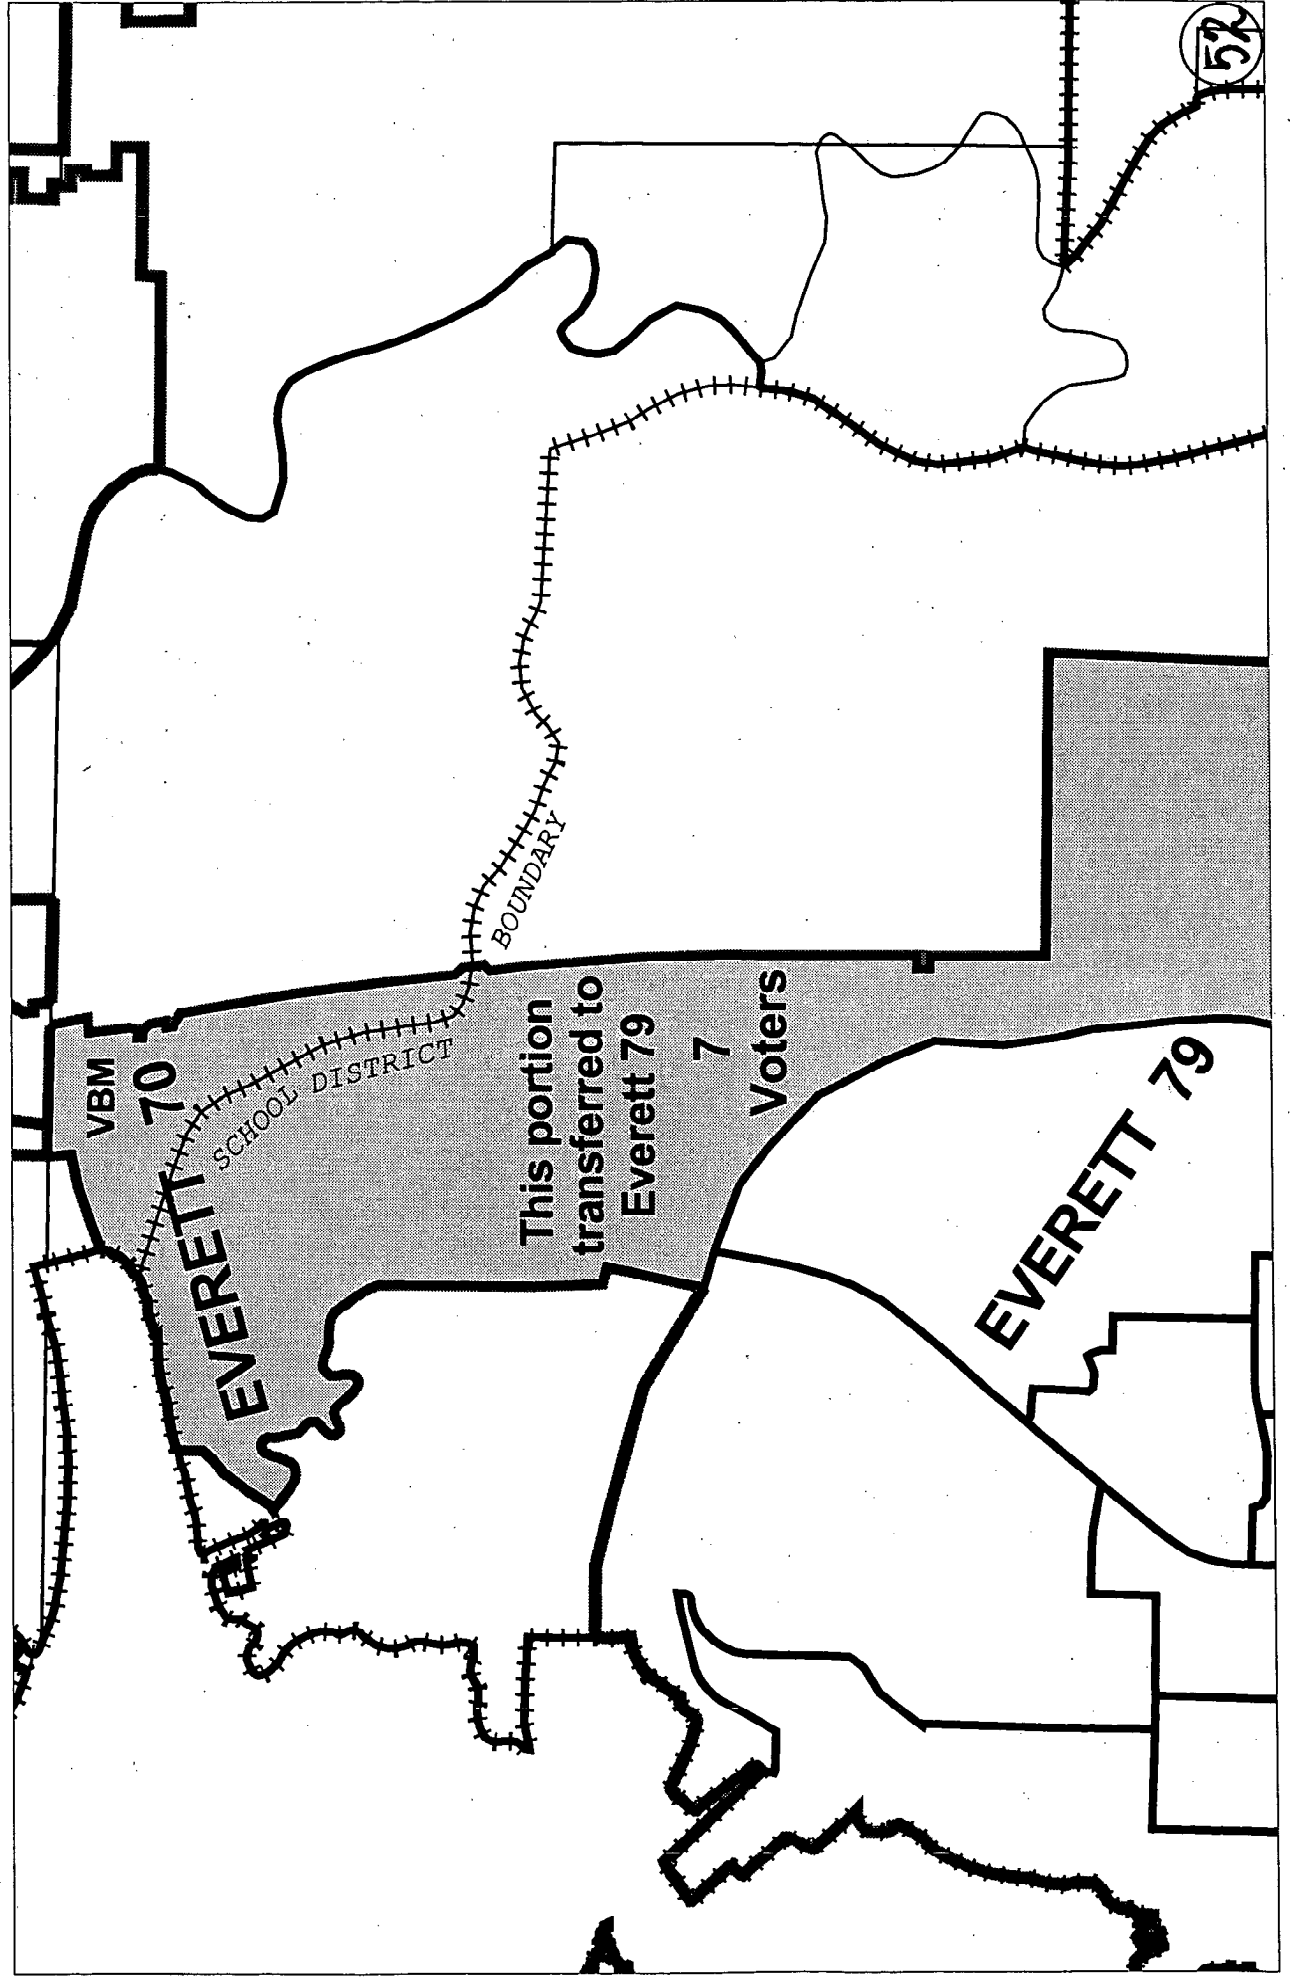 52
VBM
EVERETT 70
SCHOOL DISTRICT
BOUNDARY
This portion
transferred to
Everett 79
7
Voters
EVERETT 79